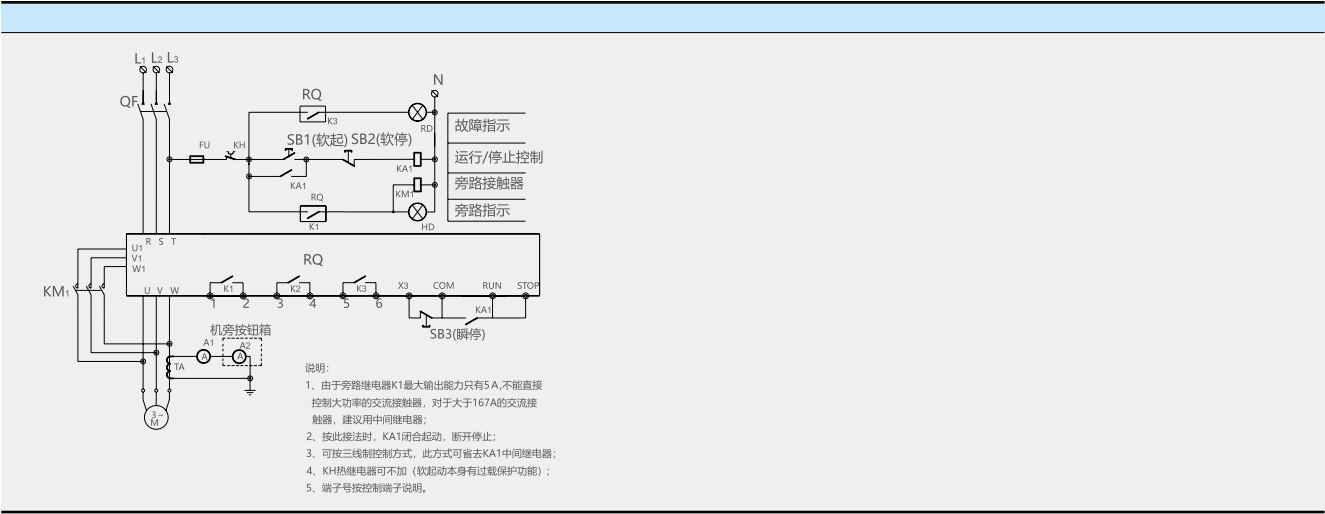 L1 L2 L3
N
QF
RQ
K3
RD
故障指示
SB1(软起) SB2(软停)
FU
KH
KA1
运行/停止控制
KA1
KM1
旁路接触器
RQ
K1
HD
旁路指示
R S T
U1
V1
W1
RQ
KM1
U V W
K1
K2
K3
X3
COM
RUN
STOP
1 2 3 4 5 6
KA1
SB3(瞬停)
机旁按钮箱
A1
A2
A
A
TA
3~
M
说明：
1、由于旁路继电器K1最大输出能力只有5A,不能直接
控制大功率的交流接触器，对于大于167A的交流接
触器，建议用中间继电器；
2、按此接法时，KA1闭合起动，断开停止；
3、可按三线制控制方式，此方式可省去KA1中间继电器；
4、KH热继电器可不加（软起动本身有过载保护功能）；
5、端子号按控制端子说明。